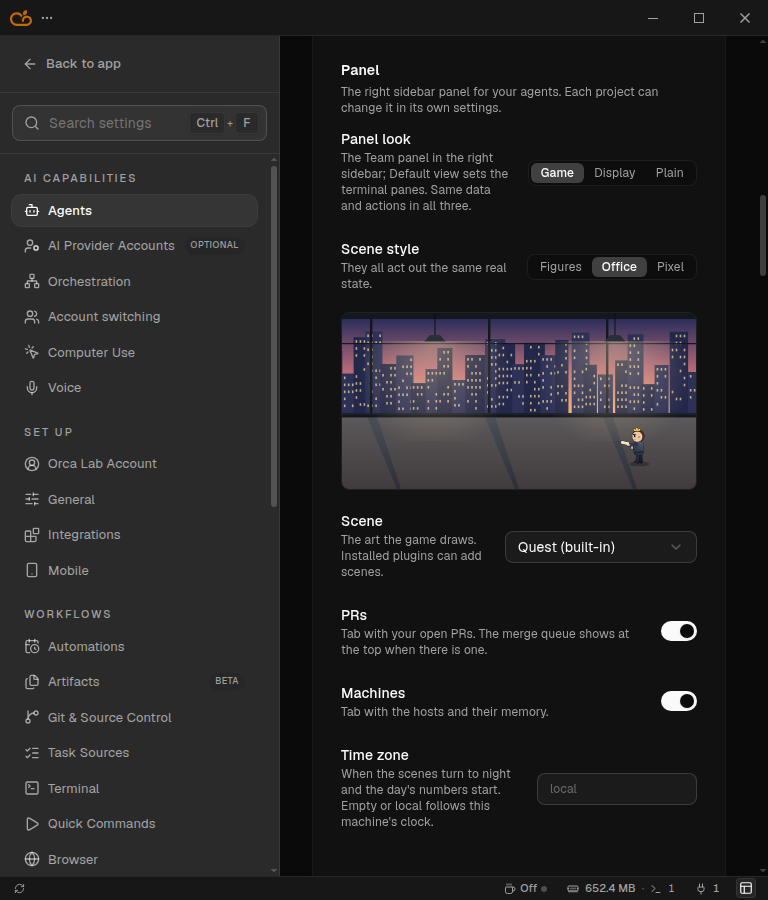 Back to app
Search settings
Ctrl + F
AI CAPABILITIES
Agents
AI Provider Accounts OPTIONAL
Orchestration
Account switching
Computer Use
Voice
SET UP
Orca Lab Account
General
Integrations
Mobile
WORKFLOWS
Automations
Artifacts BETA
Git & Source Control
Task Sources
Terminal
Quick Commands
Browser
Panel
The right sidebar panel for your agents. Each project can
change it in its own settings.
Panel look
The Team panel in the right
sidebar; Default view sets the
terminal panes. Same data
and actions in all three.
Game Display Plain
Scene style
They all act out the same real
state.
Figures Office Pixel
Scene
The art the game draws.
Installed plugins can add
scenes.
Quest (built-in)
PRs
Tab with your open PRs. The merge queue shows at
the top when there is one.
Machines
Tab with the hosts and their memory.
Time zone
When the scenes turn to night
and the day's numbers start.
Empty or local follows this
machine's clock.
local
Off 652.4 MB · 1 1